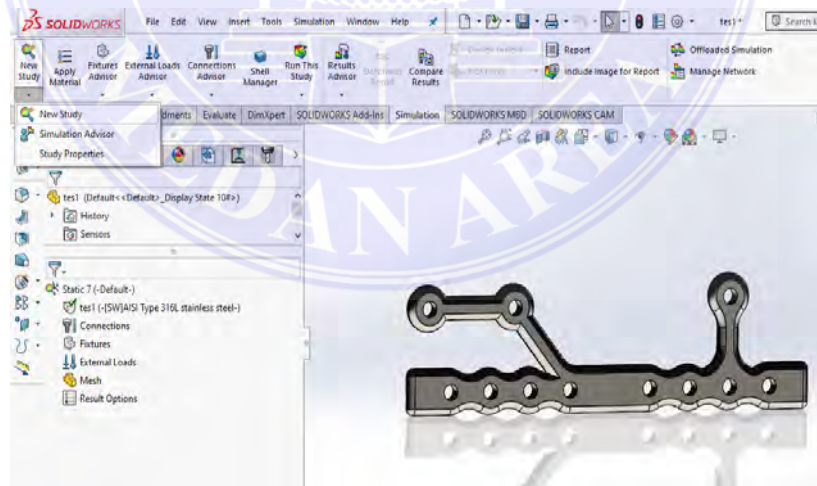 SOLIDWORKS File Edit View Insert Tools Simulation Window Help tes1 * Search
New Study Apply Material Fixtures Advisor External Loads Advisor Connections Advisor Shell Manager Run This Study Results Advisor Compare Results Report Include Image for Report Offloaded Simulation Manage Network
dments Evaluate DimXpert SOLIDWORKS Add-Ins Simulation SOLIDWORKS MBD SOLIDWORKS CAM
New Study
Simulation Advisor
Study Properties
tes1 (Default<<Default>_Display State 10#>)
History
Sensors
Static 7 (-Default-)
tes1 (-[SW]AISI Type 316L stainless steel-)
Connections
Fixtures
External Loads
Mesh
Result Options
DAN AREA